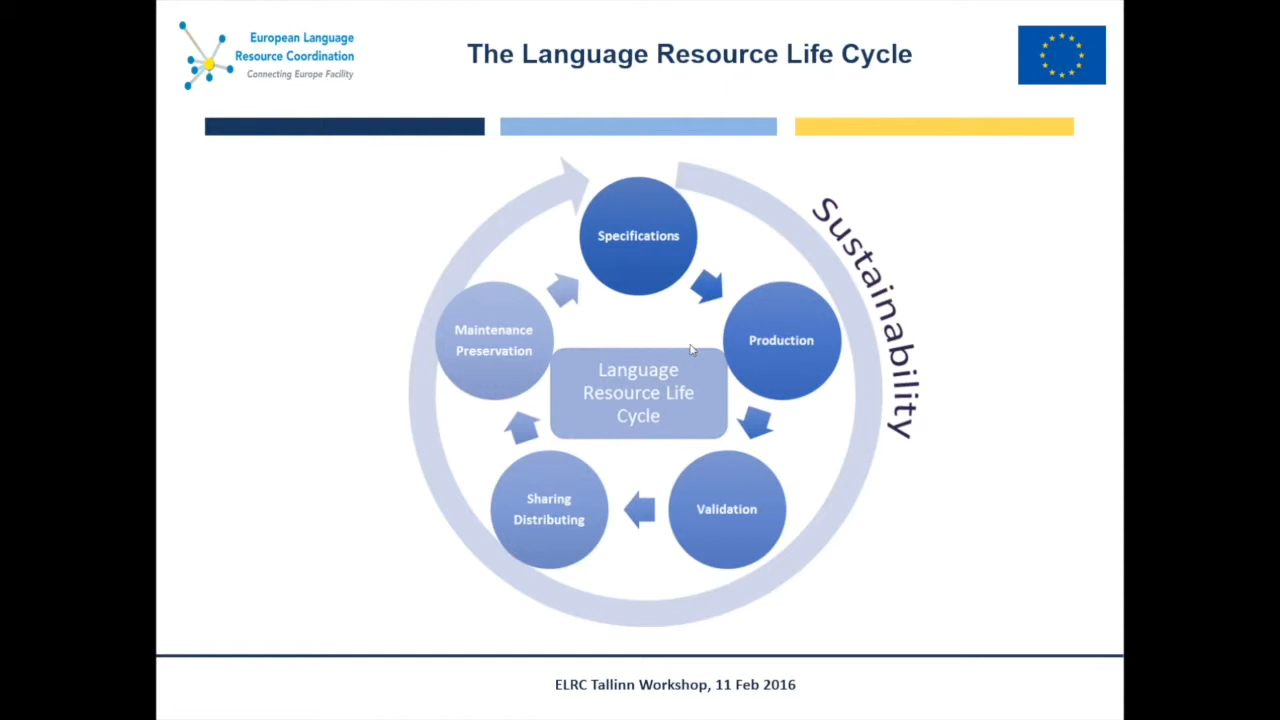 European Language
Resource Coordination
Connecting Europe Facility
The Language Resource Life Cycle
Sustainability
Specifications
Production
Validation
Sharing
Distributing
Maintenance
Preservation
Language
Resource Life
Cycle
ELRC Tallinn Workshop, 11 Feb 2016